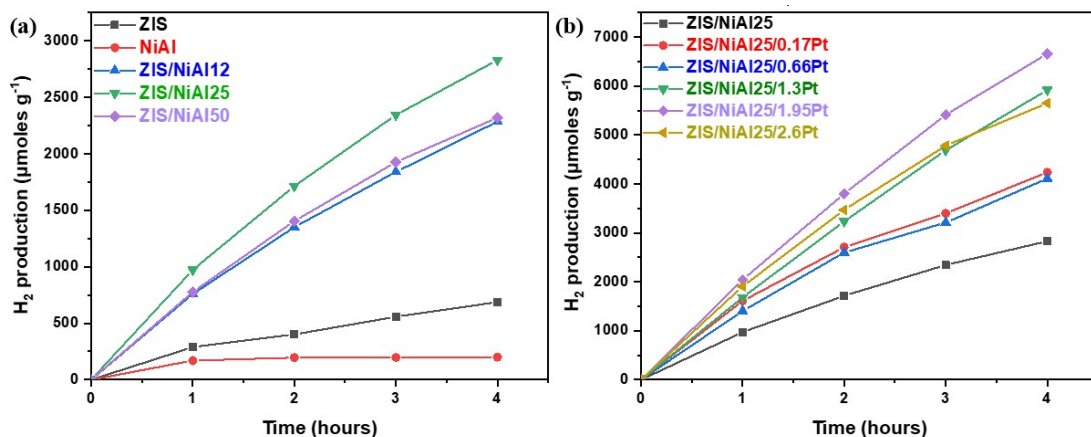 (a)
ZIS
NiAl
ZIS/NiAl12
ZIS/NiAl25
ZIS/NiAl50
3000
2500
2000
1500
1000
500
0
H₂ production (µmoles g⁻¹)
0 1 2 3 4
Time (hours)
(b)
ZIS/NiAl25
ZIS/NiAl25/0.17Pt
ZIS/NiAl25/0.66Pt
ZIS/NiAl25/1.3Pt
ZIS/NiAl25/1.95Pt
ZIS/NiAl25/2.6Pt
7000
6000
5000
4000
3000
2000
1000
0
H₂ production (µmoles g⁻¹)
0 1 2 3 4
Time (hours)